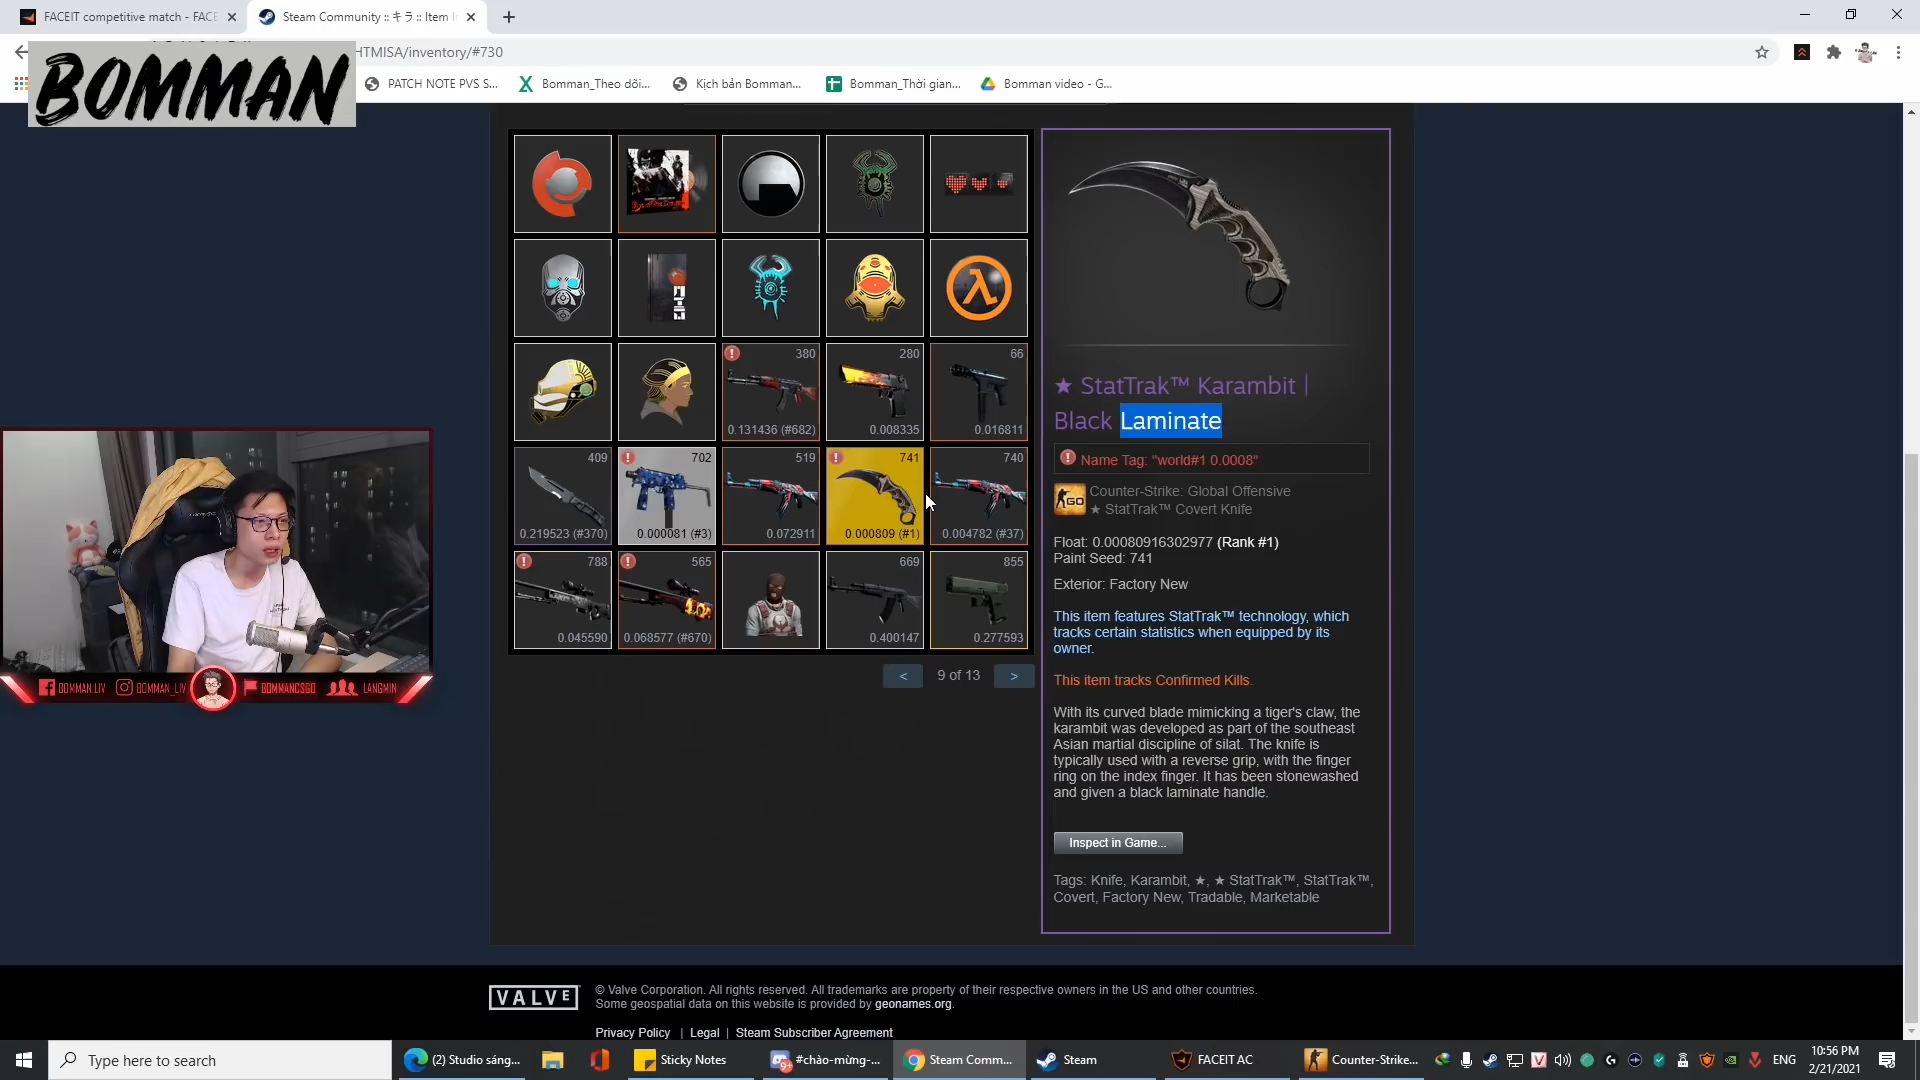 FACEIT competitive match - FACE
Steam Community :: キラ :: Item In
HTMISA/inventory/#730
BOMMAN
PATCH NOTE PVS S...
Bomman_Theo dõi...
Kịch bản Bomman...
Bomman_Thời gian...
Bomman video - G...
380
0.131436 (#682)
280
0.008335
66
0.016811
409
0.219523 (#370)
702
0.000081 (#3)
519
0.072911
741
0.000809 (#1)
740
0.004782 (#37)
788
0.045590
565
0.068577 (#670)
669
0.400147
855
0.277593
<
9 of 13
>
★ StatTrak™ Karambit |
Black Laminate
Name Tag: "world#1 0.0008"
GO
Counter-Strike: Global Offensive
★ StatTrak™ Covert Knife
Float: 0.00080916302977 (Rank #1)
Paint Seed: 741
Exterior: Factory New
This item features StatTrak™ technology, which
tracks certain statistics when equipped by its
owner.
This item tracks Confirmed Kills.
With its curved blade mimicking a tiger's claw, the
karambit was developed as part of the southeast
Asian martial discipline of silat. The knife is
typically used with a reverse grip, with the finger
ring on the index finger. It has been stonewashed
and given a black laminate handle.
Inspect in Game...
Tags: Knife, Karambit, ★, ★ StatTrak™, StatTrak™,
Covert, Factory New, Tradable, Marketable
BOMMAN.LIV
BOMMAN_LIV
BOMMANCSGO
LANGMIN
VALVE
© Valve Corporation. All rights reserved. All trademarks are property of their respective owners in the US and other countries.
Some geospatial data on this website is provided by geonames.org.
Privacy Policy | Legal | Steam Subscriber Agreement
Type here to search
(2) Studio sáng...
Sticky Notes
#chào-mừng-...
Steam Comm...
Steam
FACEIT AC
Counter-Strike...
ENG
10:56 PM
2/21/2021